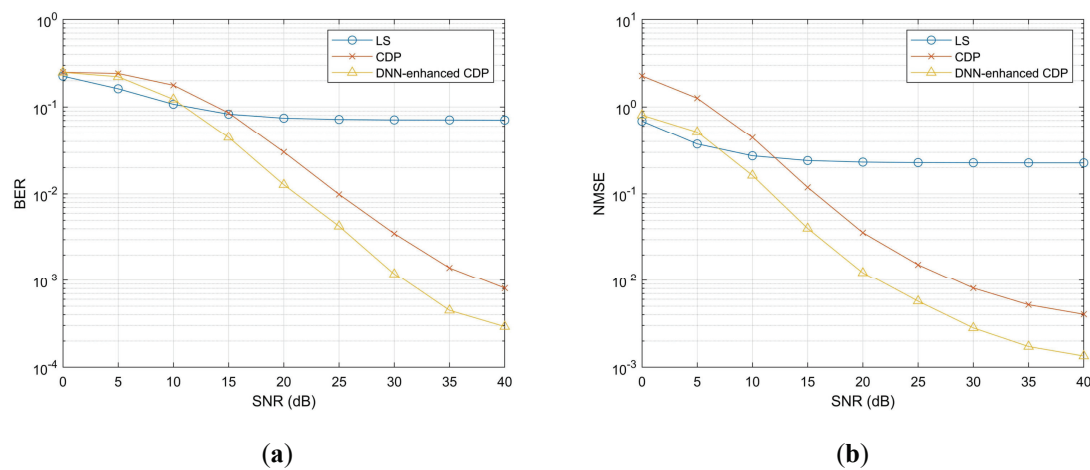 10^0
10^-1
10^-2
10^-3
10^-4
BER
0 5 10 15 20 25 30 35 40
SNR (dB)
LS
CDP
DNN-enhanced CDP
(a)
10^1
10^0
10^-1
10^-2
10^-3
NMSE
0 5 10 15 20 25 30 35 40
SNR (dB)
LS
CDP
DNN-enhanced CDP
(b)